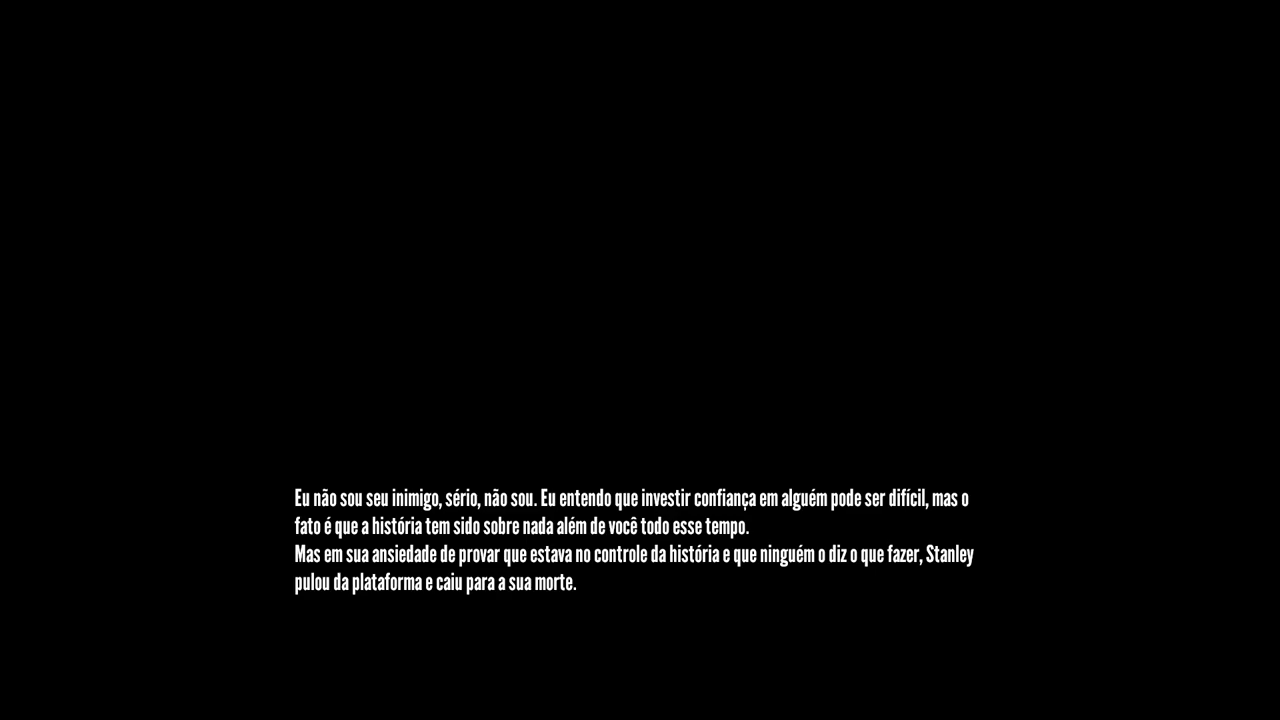 Eu não sou seu inimigo, sério, não sou. Eu entendo que investir confiança em alguém pode ser difícil, mas o
fato é que a história tem sido sobre nada além de você todo esse tempo.
Mas em sua ansiedade de provar que estava no controle da história e que ninguém o diz o que fazer, Stanley
pulou da plataforma e caiu para a sua morte.